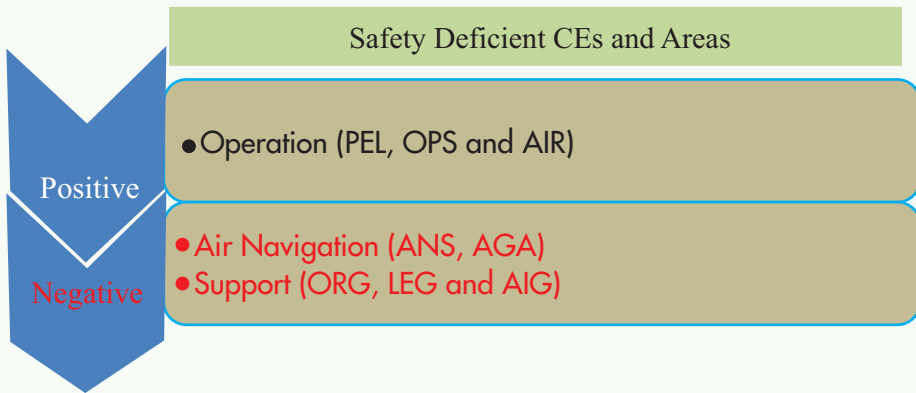 Safety Deficient CEs and Areas
Positive
• Operation (PEL, OPS and AIR)
Negative
• Air Navigation (ANS, AGA)
• Support (ORG, LEG and AIG)